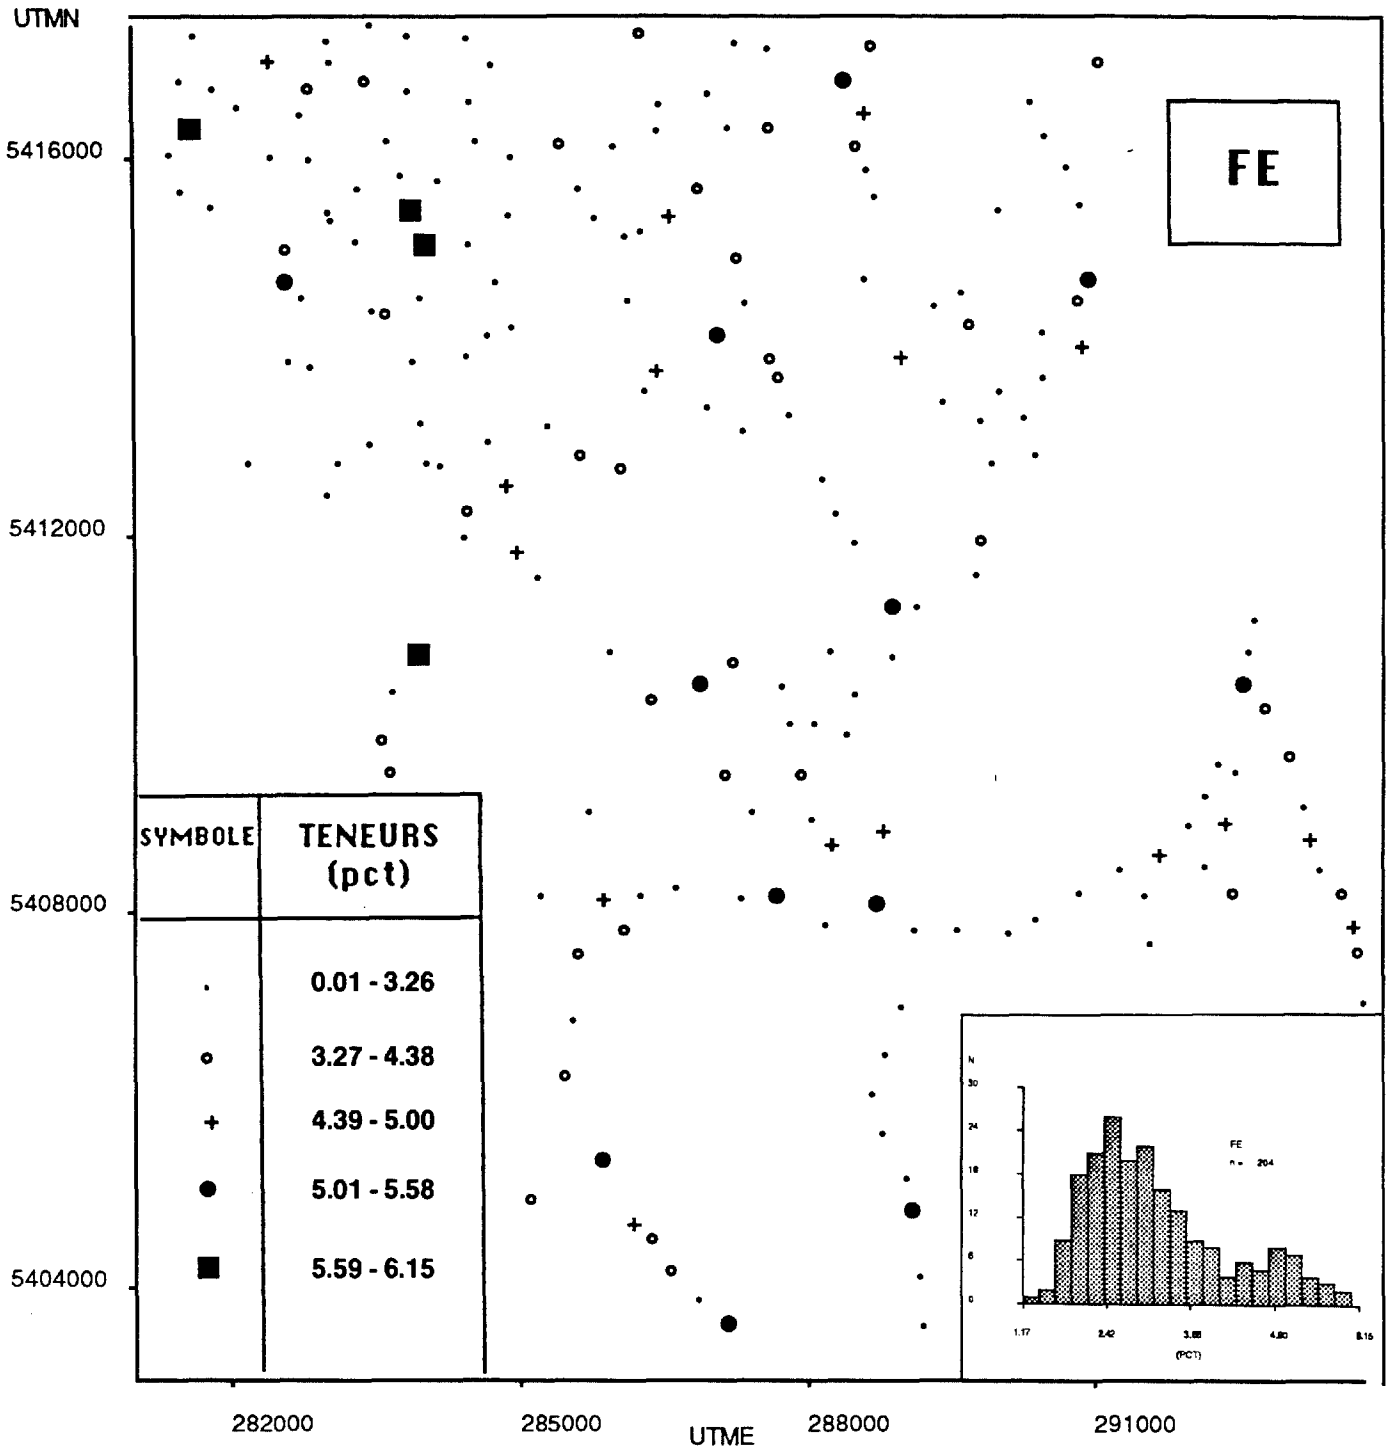 UTMN
5416000
FE
5412000
SYMBOLE
TENEURS
(pct)
5408000
0.01 - 3.26
3.27 - 4.38
4.39 - 5.00
5.01 - 5.58
5.59 - 6.15
5404000
N
30
24
18
12
6
0
FE
n = 204
1.17
2.42
3.66
4.90
6.15
(PCT)
282000
285000
288000
291000
UTME